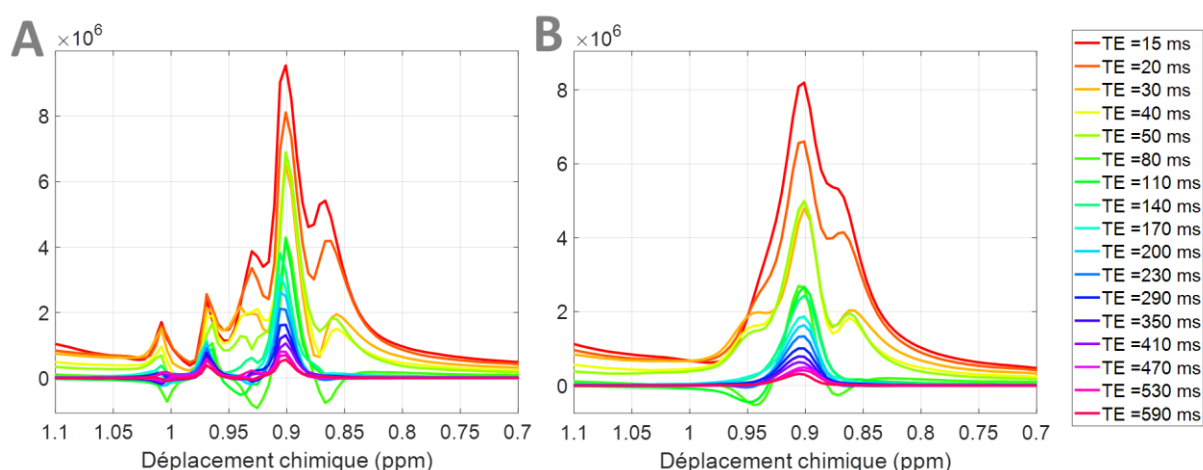 A
×10⁶
8
6
4
2
0
1.1 1.05 1 0.95 0.9 0.85 0.8 0.75 0.7
Déplacement chimique (ppm)
B
×10⁶
8
6
4
2
0
1.1 1.05 1 0.95 0.9 0.85 0.8 0.75 0.7
Déplacement chimique (ppm)
TE =15 ms
TE =20 ms
TE =30 ms
TE =40 ms
TE =50 ms
TE =80 ms
TE =110 ms
TE =140 ms
TE =170 ms
TE =200 ms
TE =230 ms
TE =290 ms
TE =350 ms
TE =410 ms
TE =470 ms
TE =530 ms
TE =590 ms